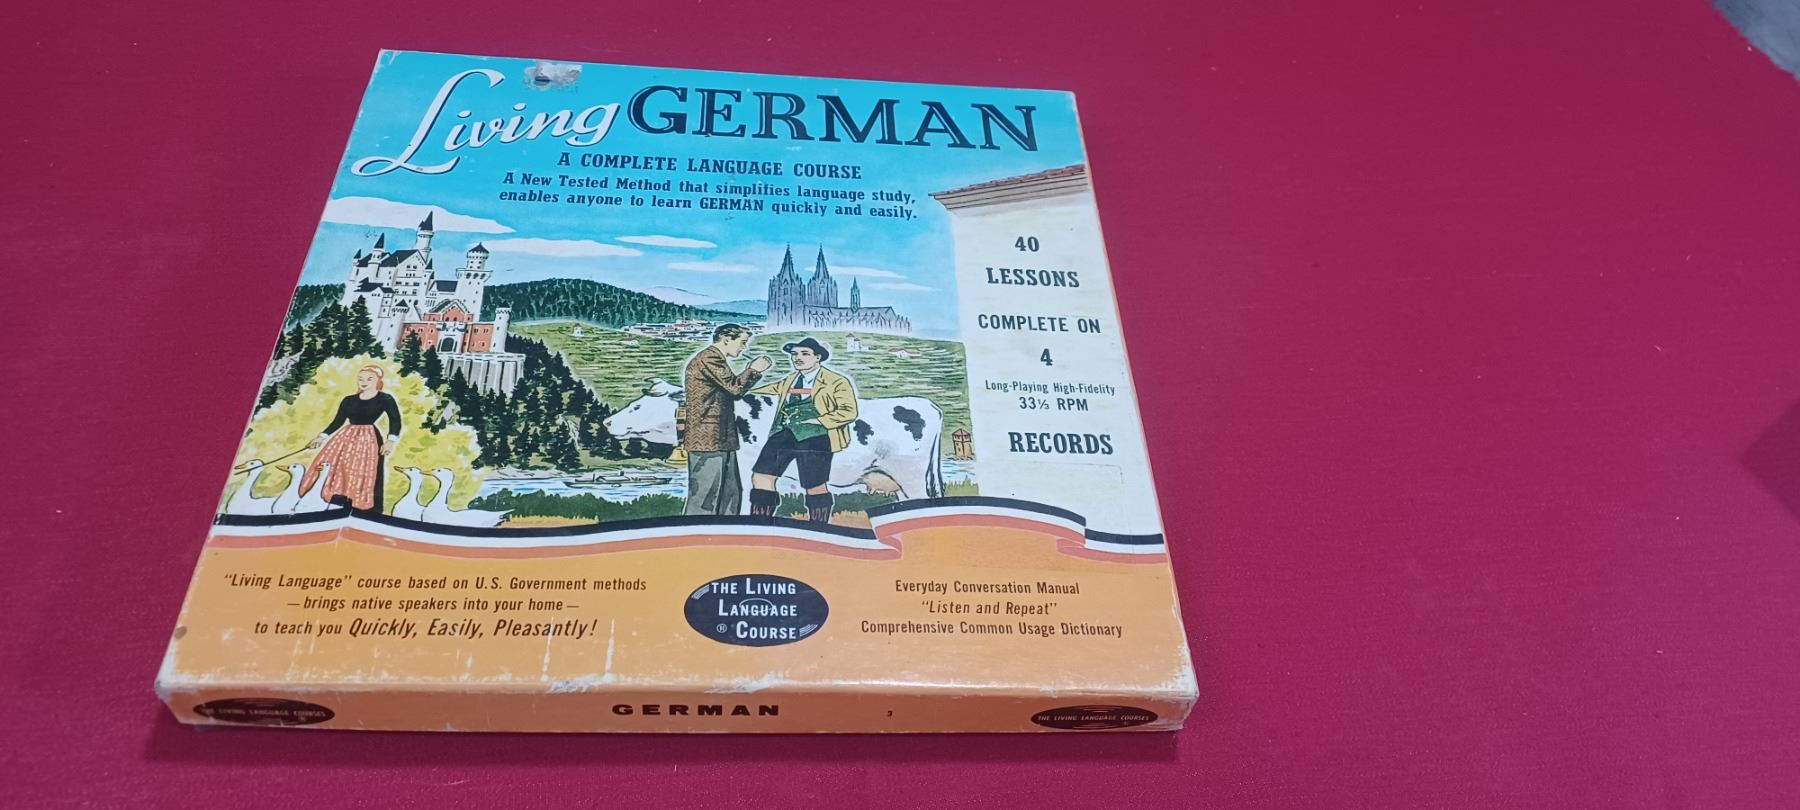 Living GERMAN
A COMPLETE LANGUAGE COURSE
A New Tested Method that simplifies language study,
enables anyone to learn GERMAN quickly and easily.
40
LESSONS
COMPLETE ON
4
Long-Playing High-Fidelity
33⅓ RPM
RECORDS
"Living Language" course based on U.S. Government methods
—brings native speakers into your home—
to teach you Quickly, Easily, Pleasantly!
THE LIVING
LANGUAGE
® COURSE
Everyday Conversation Manual
"Listen and Repeat"
Comprehensive Common Usage Dictionary
THE LIVING LANGUAGE COURSES
®
GERMAN
3
THE LIVING LANGUAGE COURSES
®